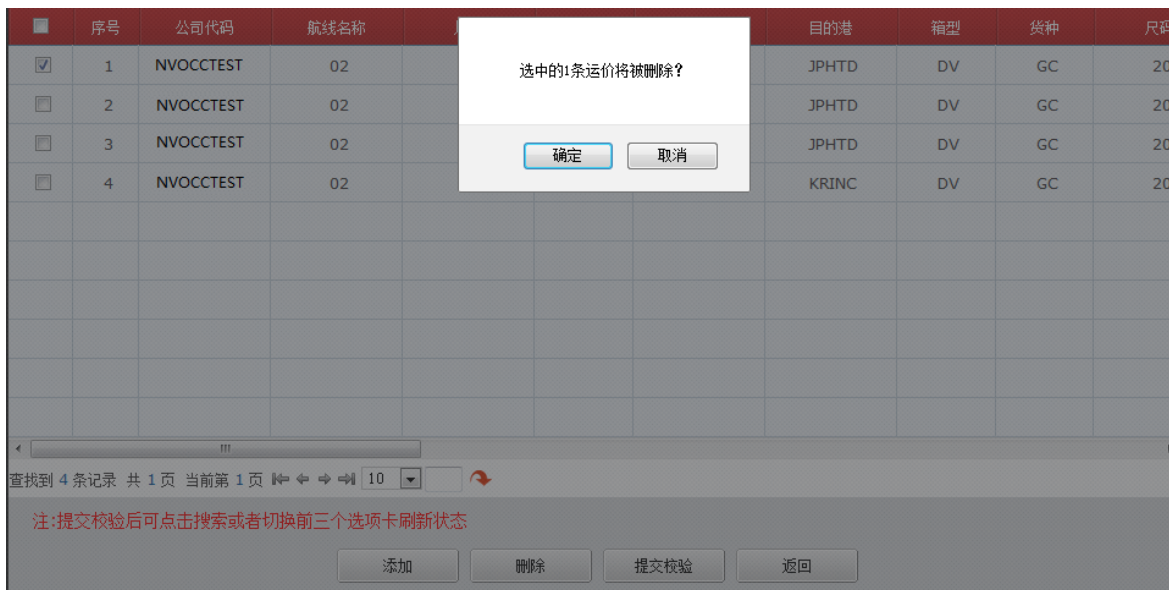 序号 公司代码 航线名称 目的港 箱型 货种 尺码
选中的1条运价将被删除?
确定 取消
1 NVOCCTEST 02 JPHTD DV GC 20
2 NVOCCTEST 02 JPHTD DV GC 20
3 NVOCCTEST 02 JPHTD DV GC 20
4 NVOCCTEST 02 KRINC DV GC 20
查找到 4 条记录 共 1 页 当前第 1 页 10
注:提交校验后可点击搜索或者切换前三个选项卡刷新状态
添加 删除 提交校验 返回